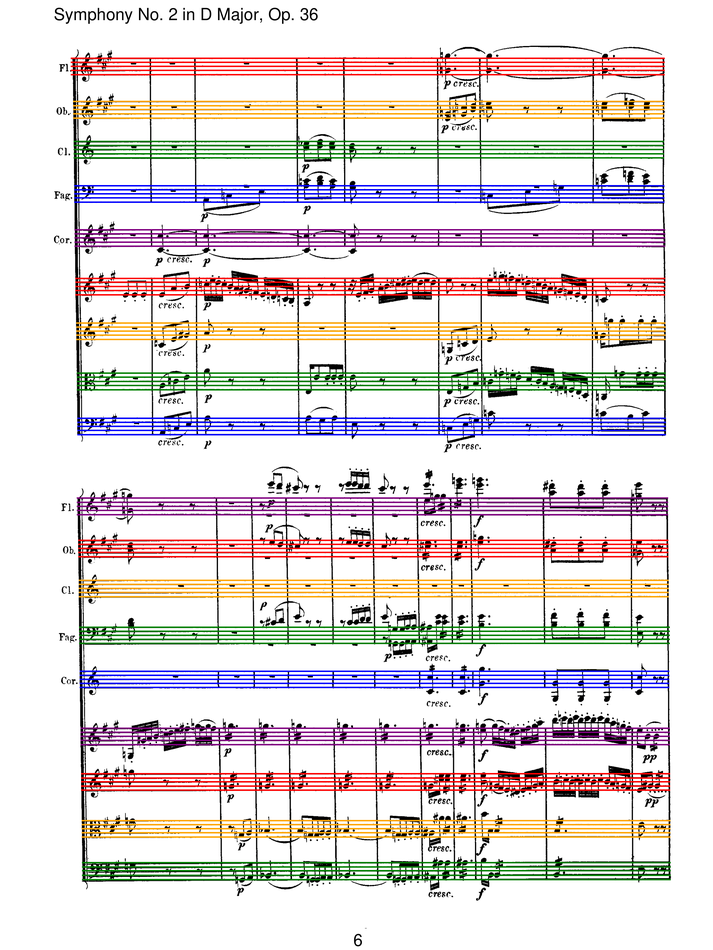 Symphony No. 2 in D Major, Op. 36
Fl.
p cresc.
Ob.
p cresc.
Cl.
p
Fag.
p
p
Cor.
p cresc. p
cresc.
cresc. p p cresc.
cresc. p cresc.
cresc. p p cresc.
Fl.
p cresc. f
Ob.
cresc. f
Cl.
p
Fag.
p cresc. f
Cor.
cresc. f
p cresc. f pp
p cresc. f pp
p cresc. f
p cresc. f
6